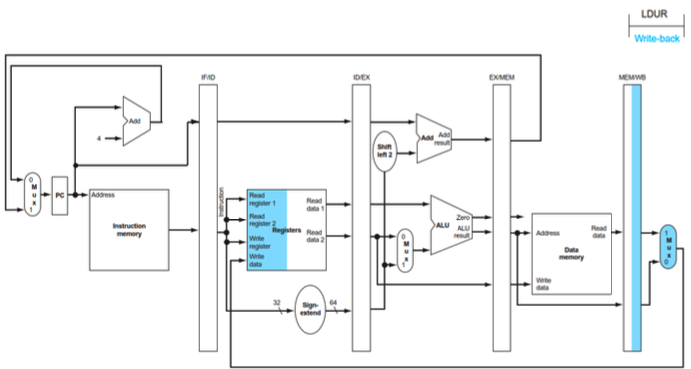 LDUR
Write-back
IF/ID
ID/EX
EX/MEM
MEM/WB
Add
4
Add
Add
result
Shift
left 2
0
M
u
x
1
PC
Address
Instruction
memory
Instruction
Read
register 1
Read
register 2
Write
register
Write
data
Registers
Read
data 1
Read
data 2
0
M
u
x
1
Zero
ALU
ALU
result
Address
Read
data
Data
memory
Write
data
1
M
u
x
0
32
Sign-
extend
64